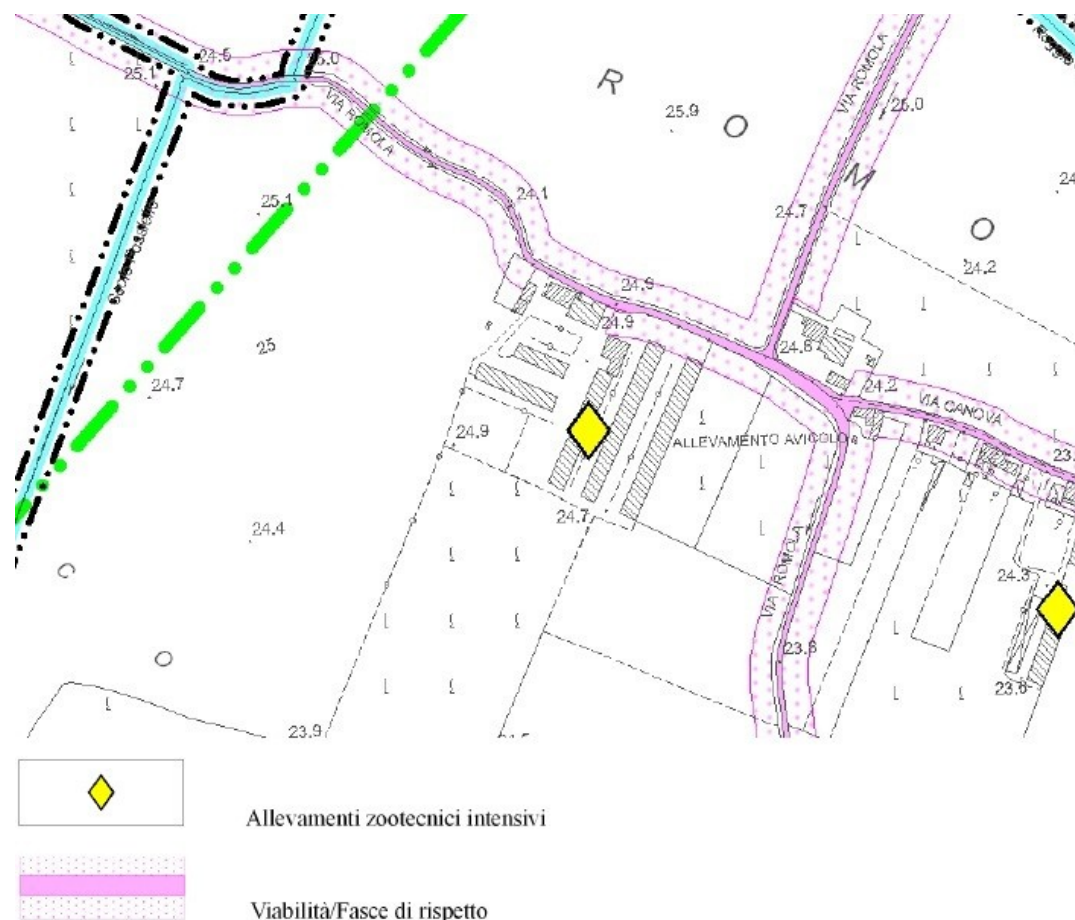 24.5
25.0
25.1
VIA ROMOLA
R
25.9
O
VIA ROMOLA
25.0
M
24.1
25.1
24.7
O
24.2
24.9
24.9
24.8
25
24.7
24.2
VIA CANOVA
24.9
ALLEVAMENTO AVICOLO
24.7
24.4
VIA ROMOLA
24.3
C
O
23.8
23.8
23.9
Allevamenti zootecnici intensivi
Viabilità/Fasce di rispetto